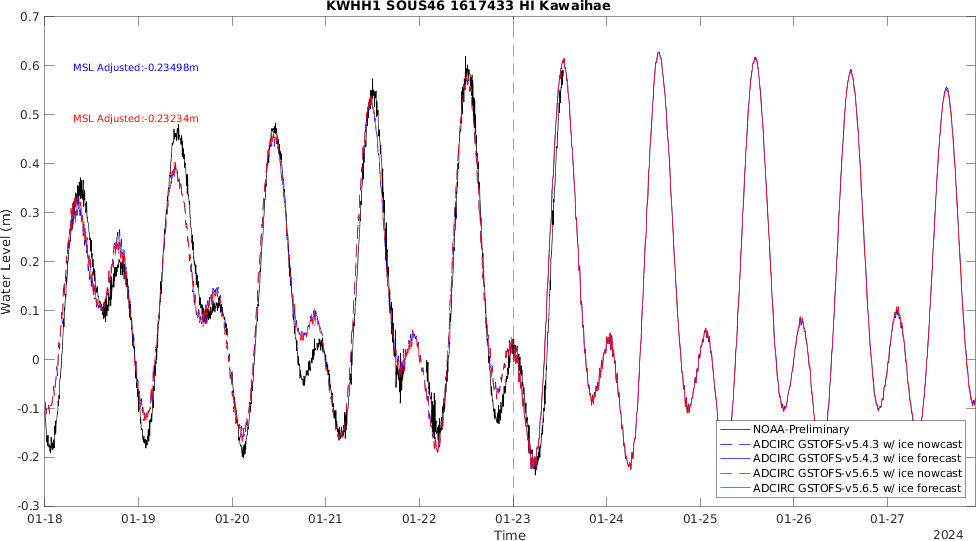 KWHH1 SOUS46 1617433 HI Kawaihae
0.7
0.6
0.5
0.4
0.3
0.2
0.1
0
-0.1
-0.2
-0.3
Water Level (m)
MSL Adjusted:-0.23498m
MSL Adjusted:-0.23234m
NOAA-Preliminary
ADCIRC GSTOFS-v5.4.3 w/ ice nowcast
ADCIRC GSTOFS-v5.4.3 w/ ice forecast
ADCIRC GSTOFS-v5.6.5 w/ ice nowcast
ADCIRC GSTOFS-v5.6.5 w/ ice forecast
01-18 01-19 01-20 01-21 01-22 01-23 01-24 01-25 01-26 01-27
Time
2024